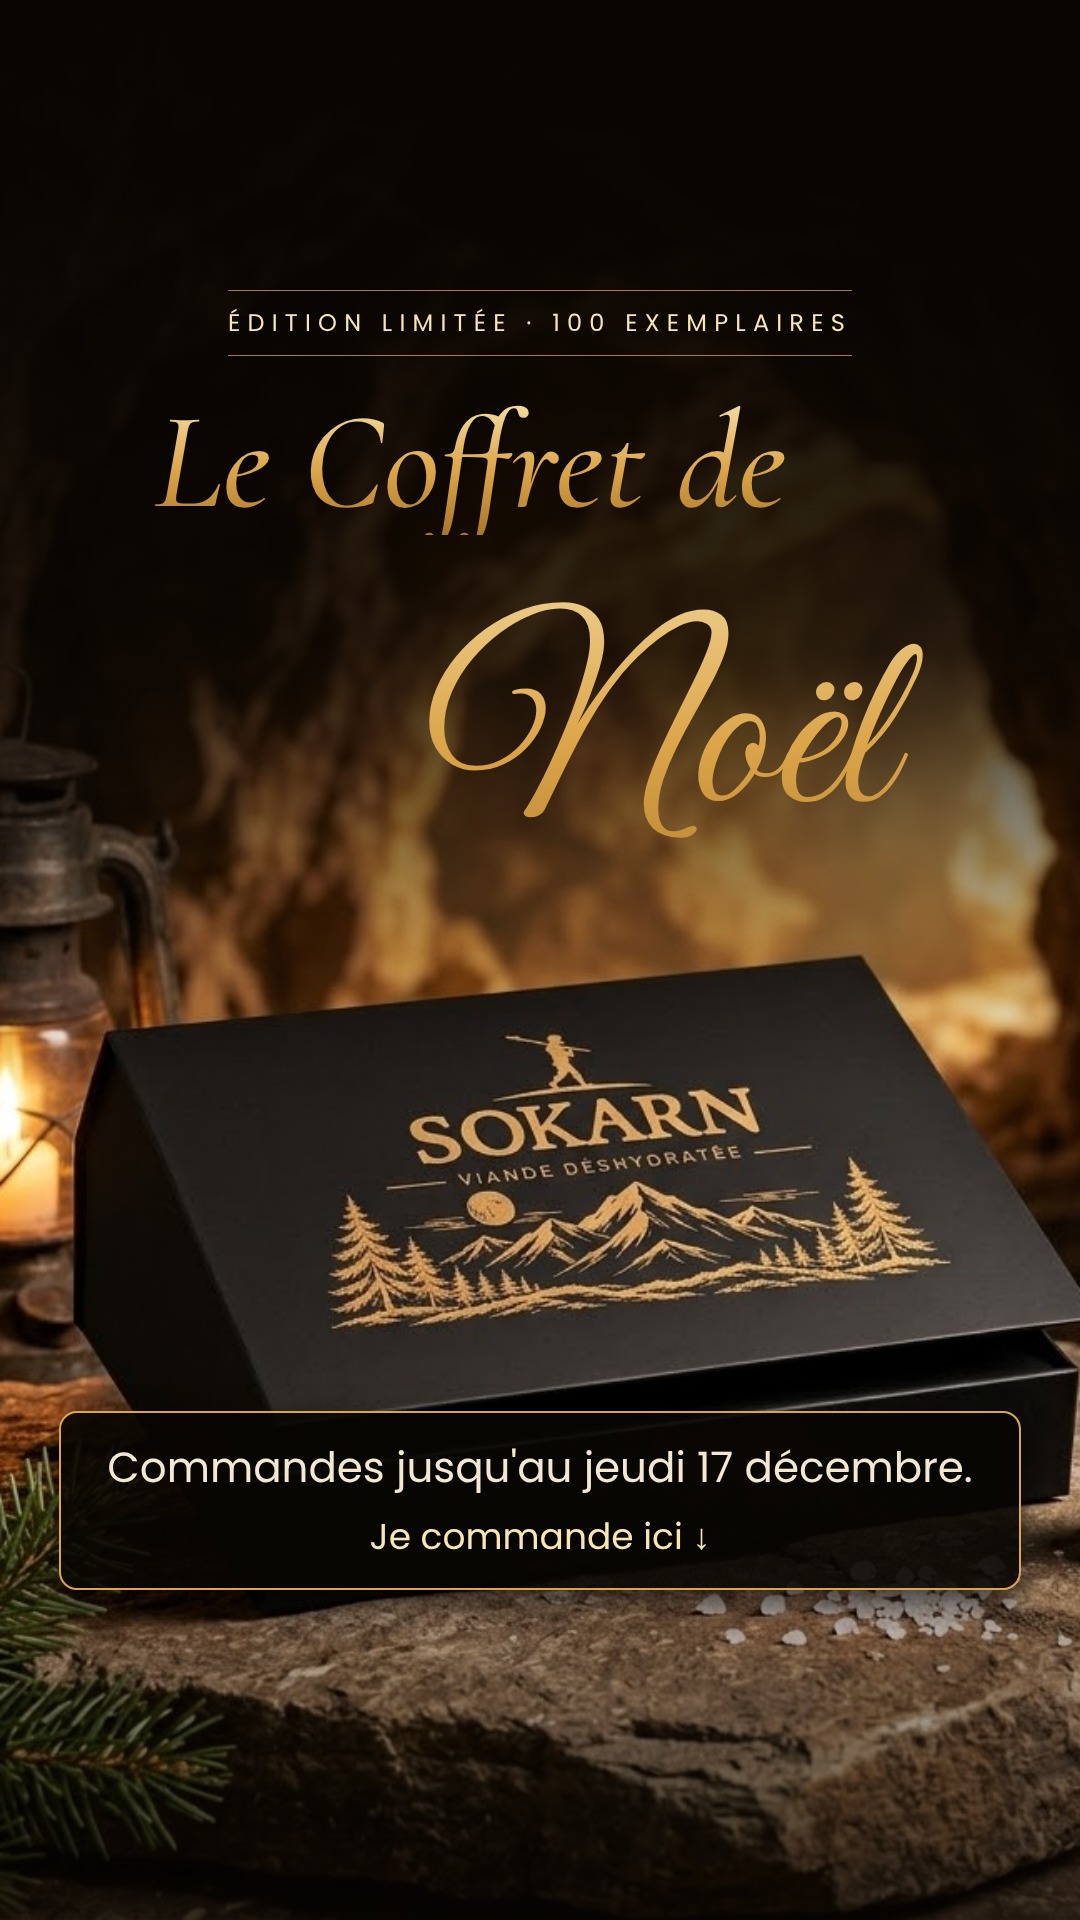 ÉDITION LIMITÉE · 100 EXEMPLAIRES
Le Coffret de
Noël
SOKARN
VIANDE DÉSHYDRATÉE
Commandes jusqu'au jeudi 17 décembre.
Je commande ici ↓